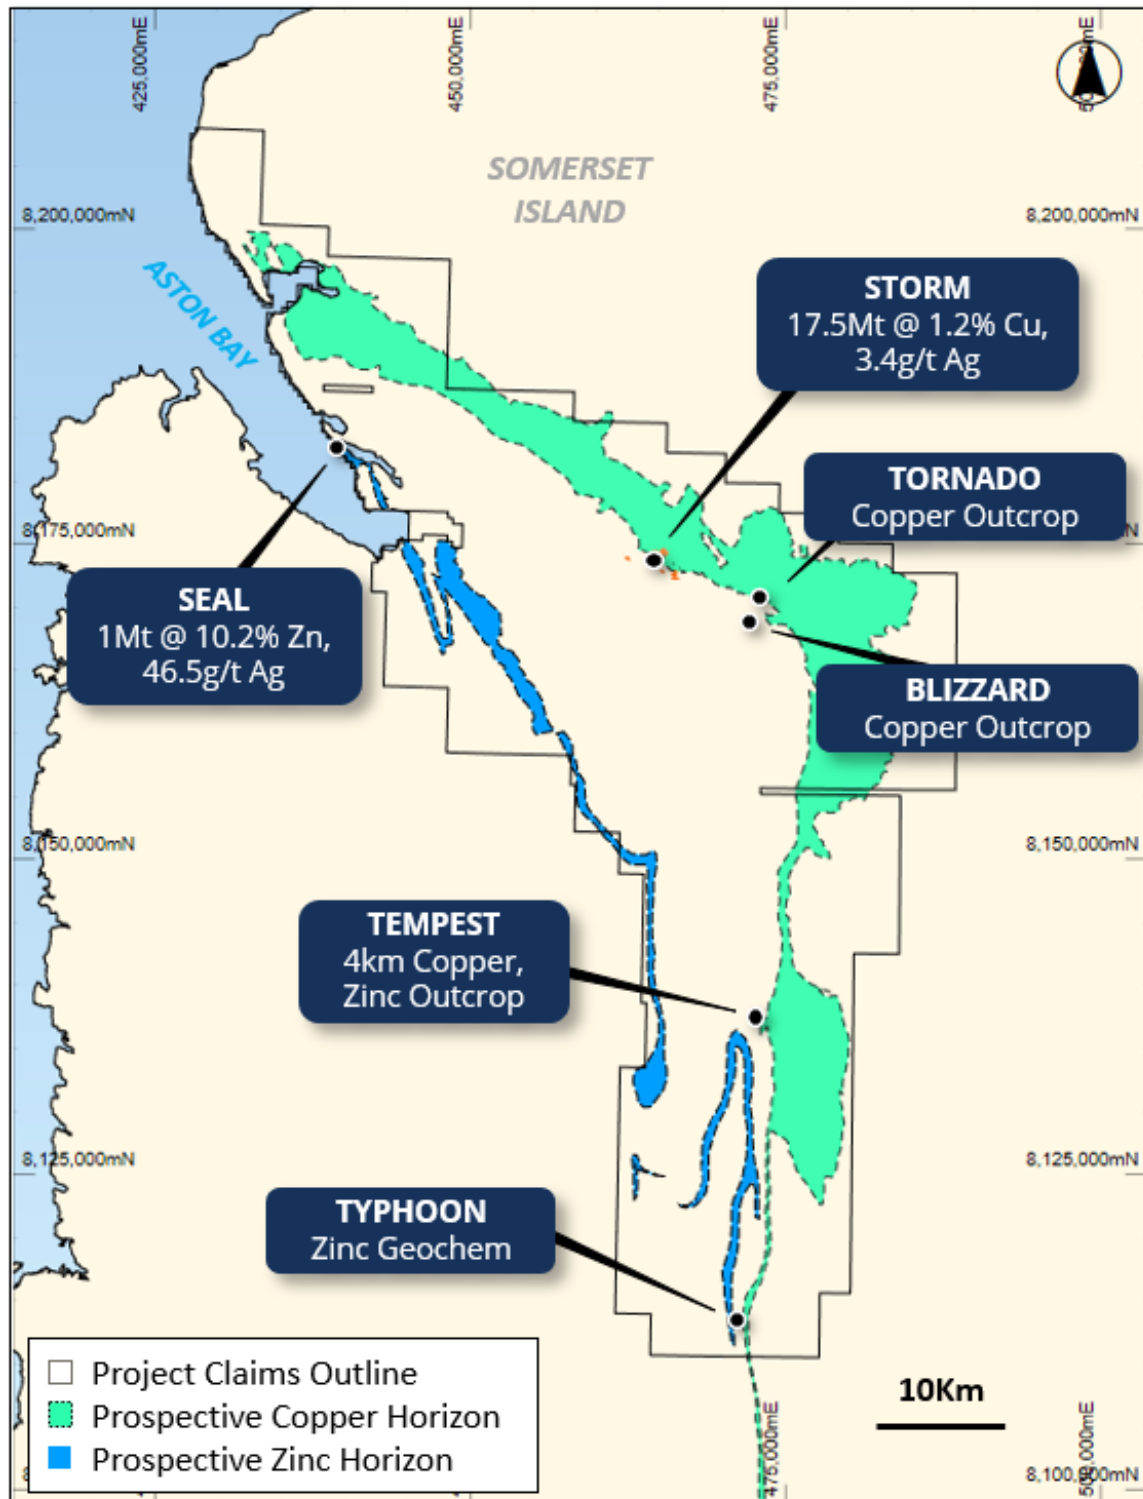 425,000mE
450,000mE
475,000mE
8,200,000mN
8,200,000mN
SOMERSET
ISLAND
ASTON BAY
STORM
17.5Mt @ 1.2% Cu,
3.4g/t Ag
TORNADO
Copper Outcrop
8,175,000mN
SEAL
1Mt @ 10.2% Zn,
46.5g/t Ag
BLIZZARD
Copper Outcrop
8,150,000mN
8,150,000mN
TEMPEST
4km Copper,
Zinc Outcrop
8,125,000mN
8,125,000mN
TYPHOON
Zinc Geochem
Project Claims Outline
Prospective Copper Horizon
Prospective Zinc Horizon
10Km
475,000mE
500,000mE
8,100,000mN